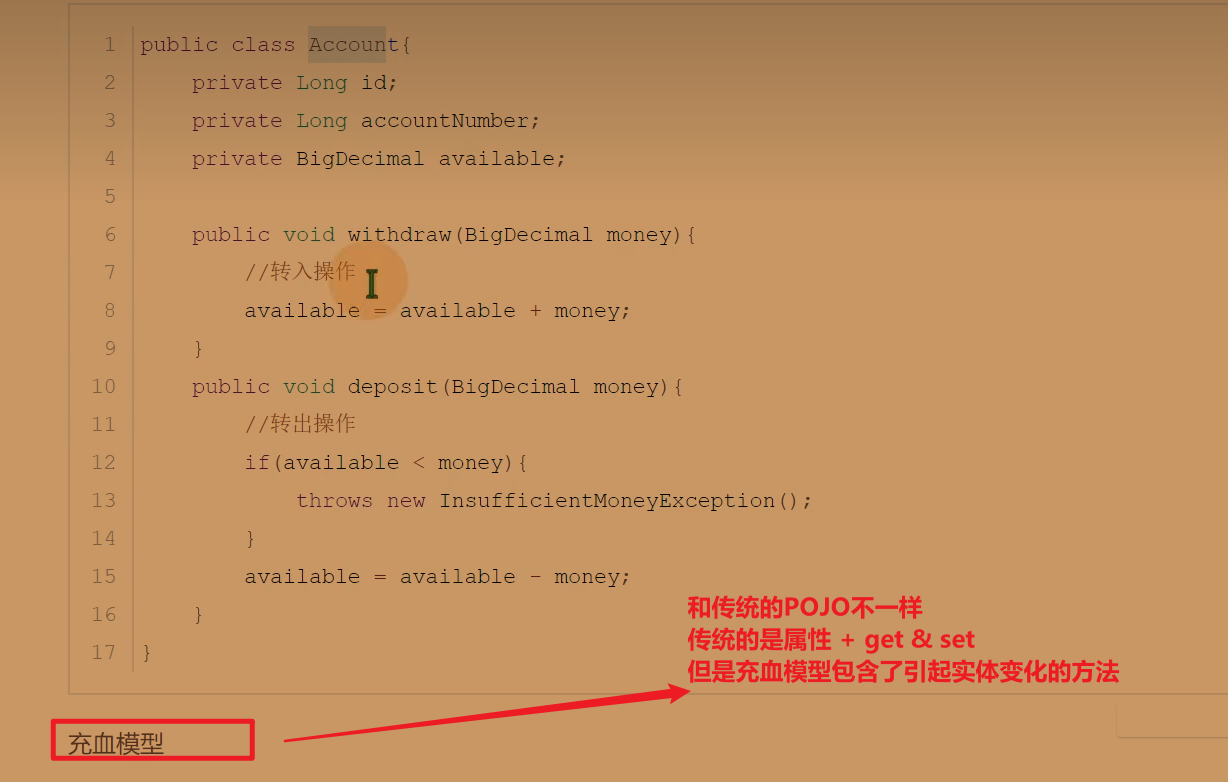 1 public class Account{
2 private Long id;
3 private Long accountNumber;
4 private BigDecimal available;
5
6 public void withdraw(BigDecimal money){
7 //转入操作
8 available = available + money;
9 }
10 public void deposit(BigDecimal money){
11 //转出操作
12 if(available < money){
13 throws new InsufficientMoneyException();
14 }
15 available = available - money;
16 }
17 }
和传统的POJO不一样
传统的是属性 + get & set
但是充血模型包含了引起实体变化的方法
充血模型